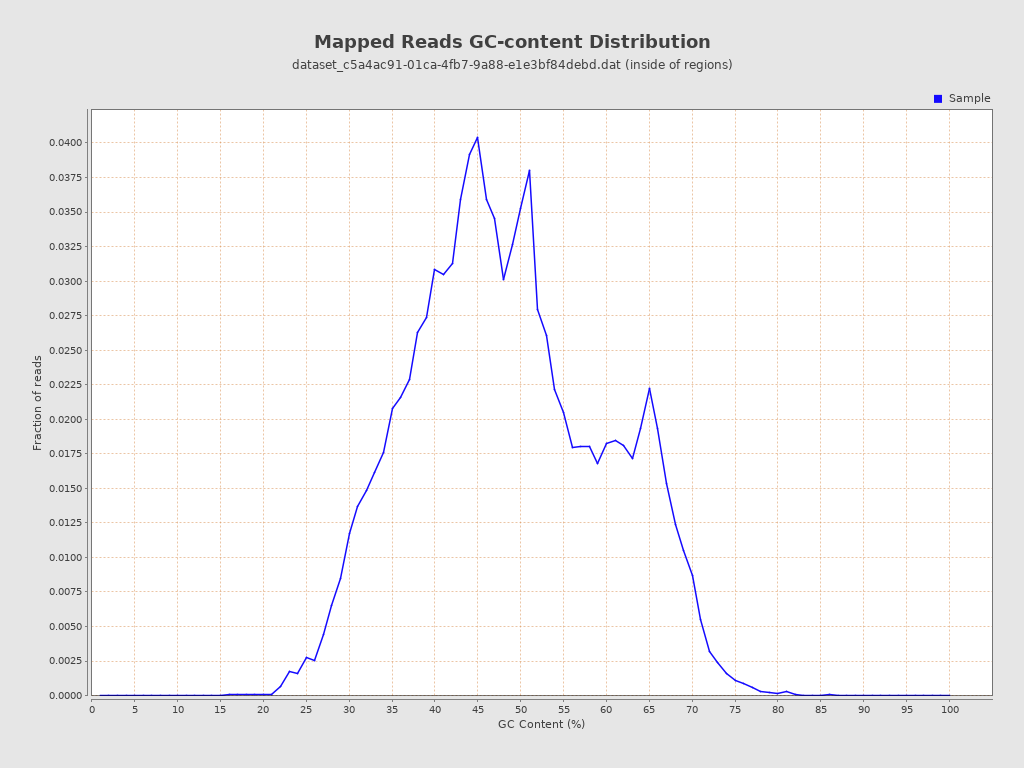 Mapped Reads GC-content Distribution
dataset_c5a4ac91-01ca-4fb7-9a88-e1e3bf84debd.dat (inside of regions)
Sample
0.0400
0.0375
0.0350
0.0325
0.0300
0.0275
0.0250
0.0225
0.0200
0.0175
0.0150
0.0125
0.0100
0.0075
0.0050
0.0025
0.0000
Fraction of reads
0 5 10 15 20 25 30 35 40 45 50 55 60 65 70 75 80 85 90 95 100
GC Content (%)